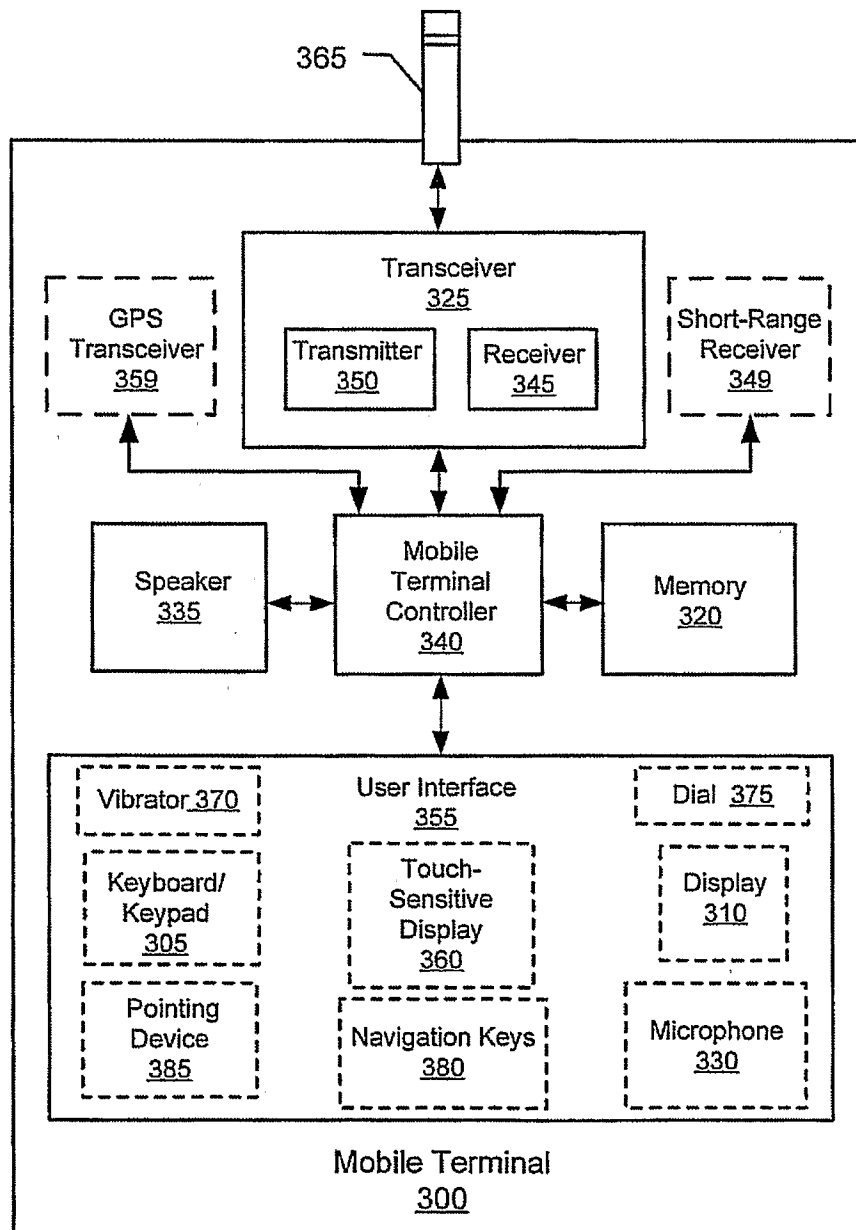 365
Transceiver
325
GPS
Transceiver
359
Transmitter
350
Receiver
345
Short-Range
Receiver
349
Speaker
335
Mobile
Terminal
Controller
340
Memory
320
Vibrator 370
User Interface
355
Dial 375
Keyboard/
Keypad
305
Touch-
Sensitive
Display
360
Display
310
Pointing
Device
385
Navigation Keys
380
Microphone
330
Mobile Terminal
300